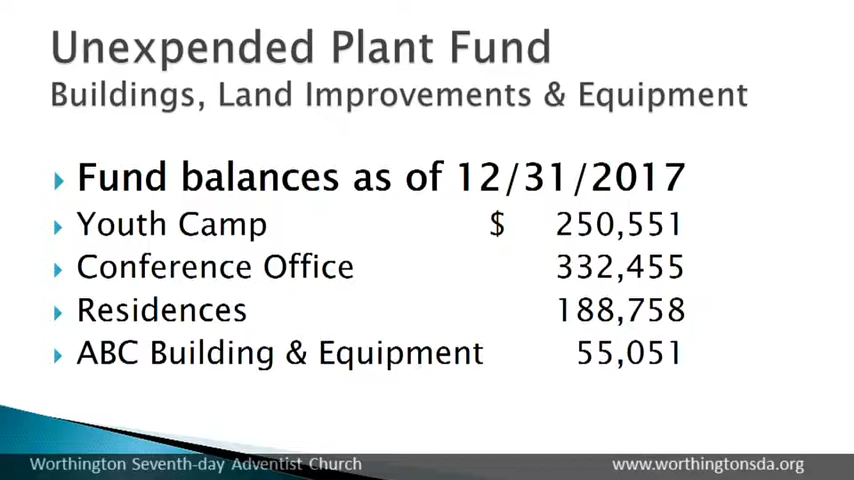 Unexpended Plant Fund
Buildings, Land Improvements & Equipment
Fund balances as of 12/31/2017
Youth Camp $ 250,551
Conference Office 332,455
Residences 188,758
ABC Building & Equipment 55,051
Worthington Seventh-day Adventist Church www.worthingtonsda.org